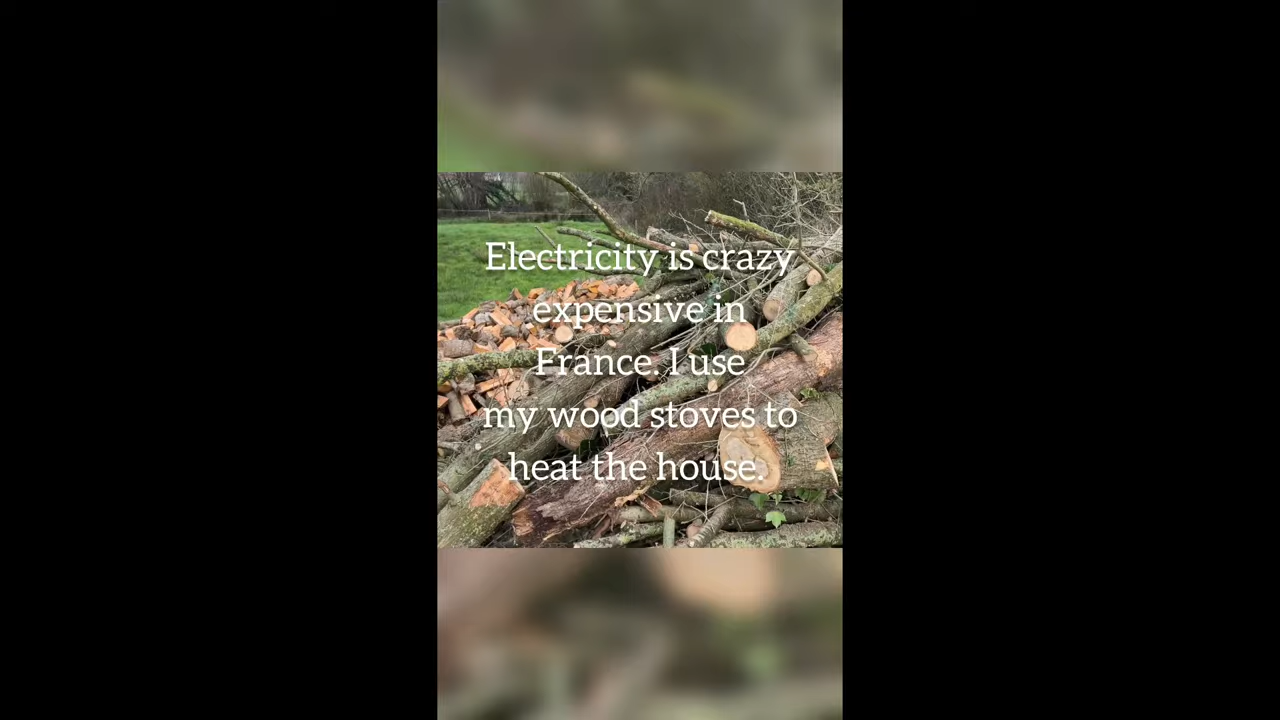 Electricity is crazy
expensive in
France. I use
my wood stoves to
heat the house.